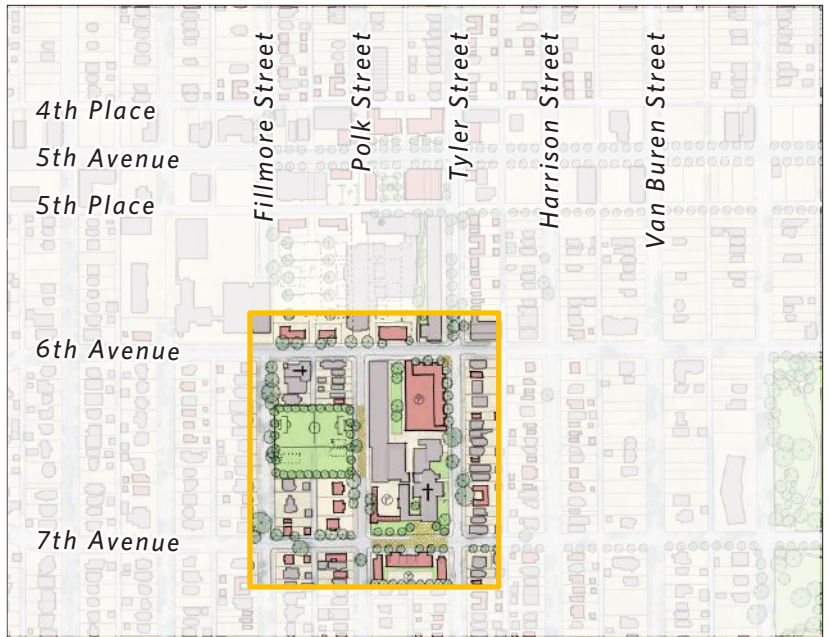 Fillmore Street
Polk Street
Tyler Street
Harrison Street
Van Buren Street
4th Place
5th Avenue
5th Place
6th Avenue
7th Avenue